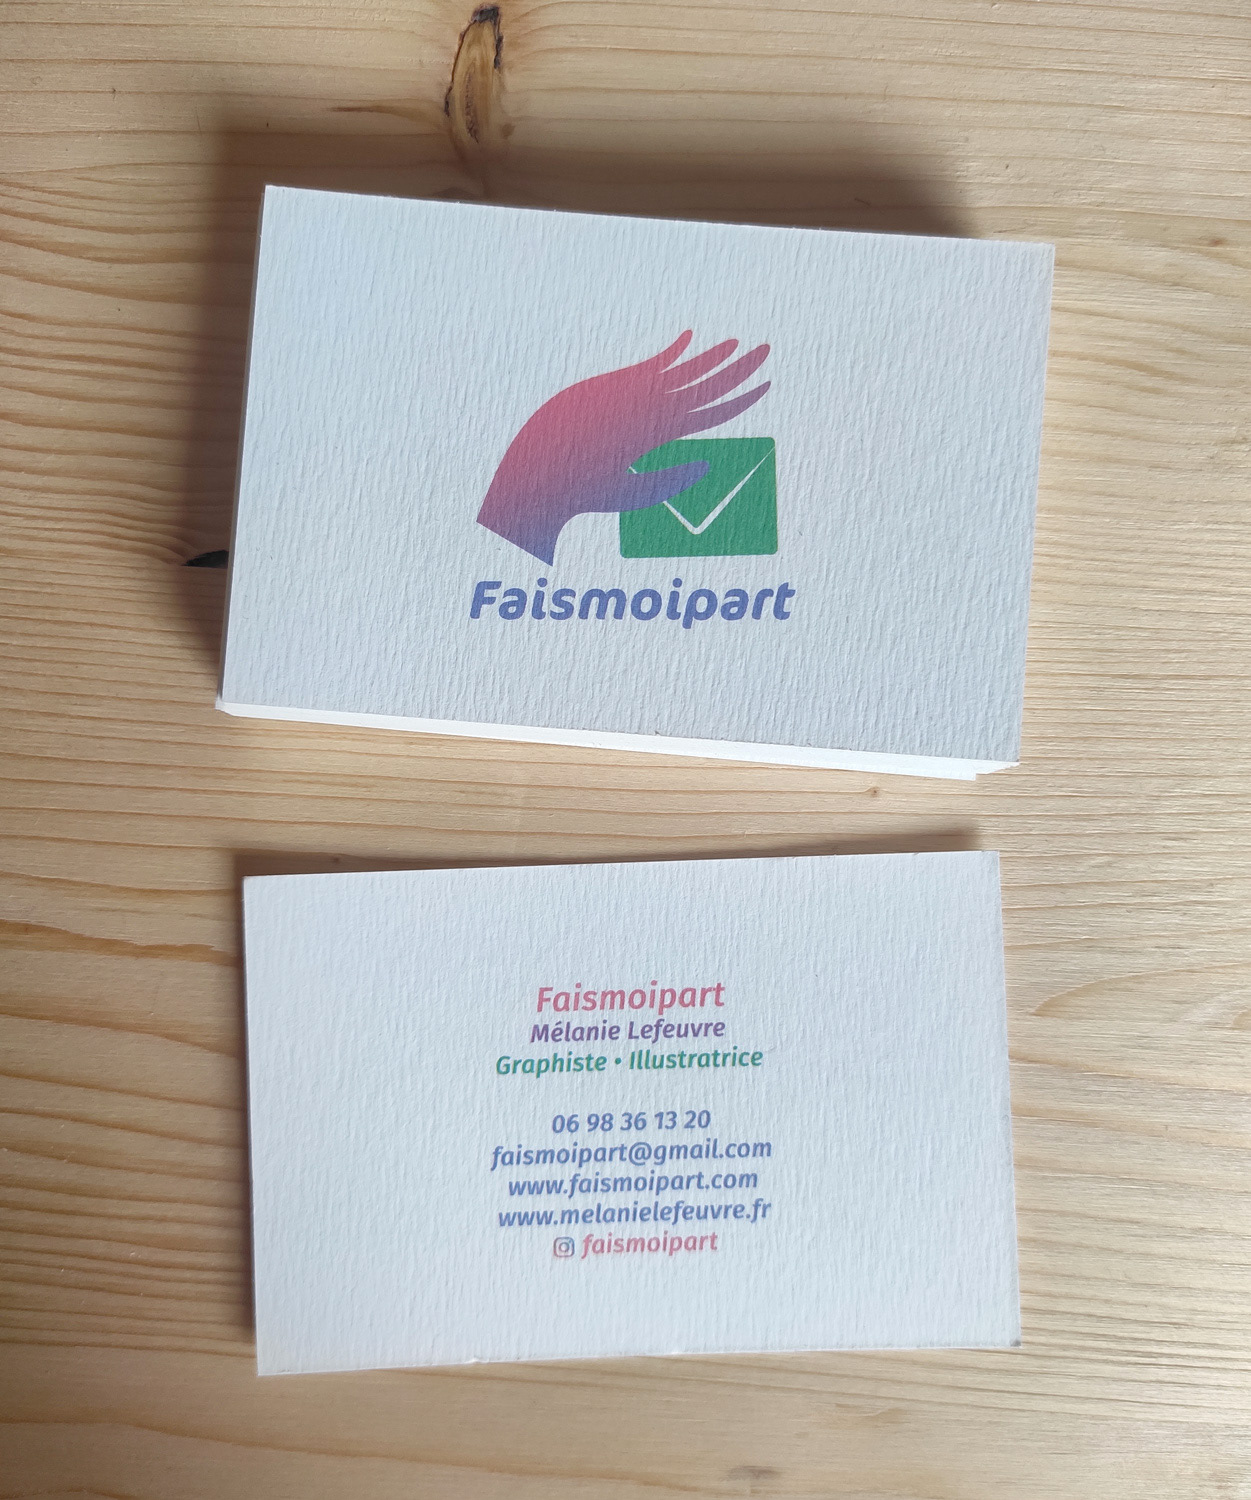 Faismoipart
Faismoipart
Mélanie Lefeuvre
Graphiste • Illustratrice
06 98 36 13 20
faismoipart@gmail.com
www.faismoipart.com
www.melanielefeuvre.fr
faismoipart